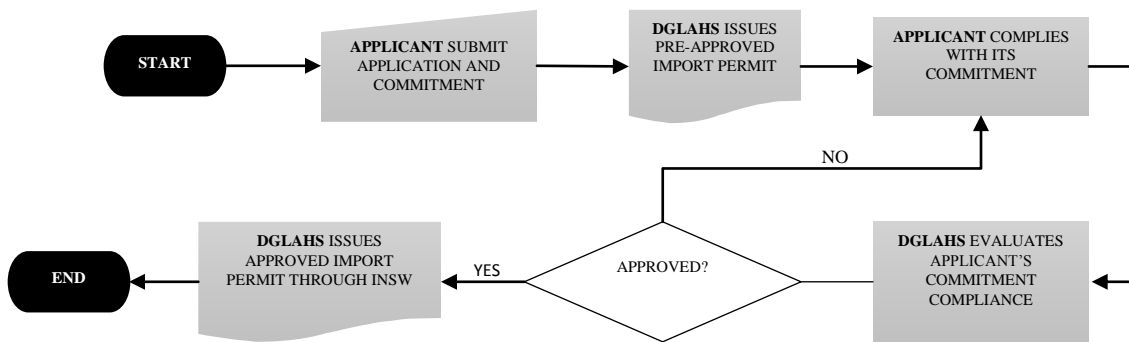 START
APPLICANT SUBMIT
APPLICATION AND
COMMITMENT
DGLAHS ISSUES
PRE-APPROVED
IMPORT PERMIT
APPLICANT COMPLIES
WITH ITS
COMMITMENT
NO
DGLAHS EVALUATES
APPLICANT'S
COMMITMENT
COMPLIANCE
APPROVED?
YES
DGLAHS ISSUES
APPROVED IMPORT
PERMIT THROUGH INSW
END